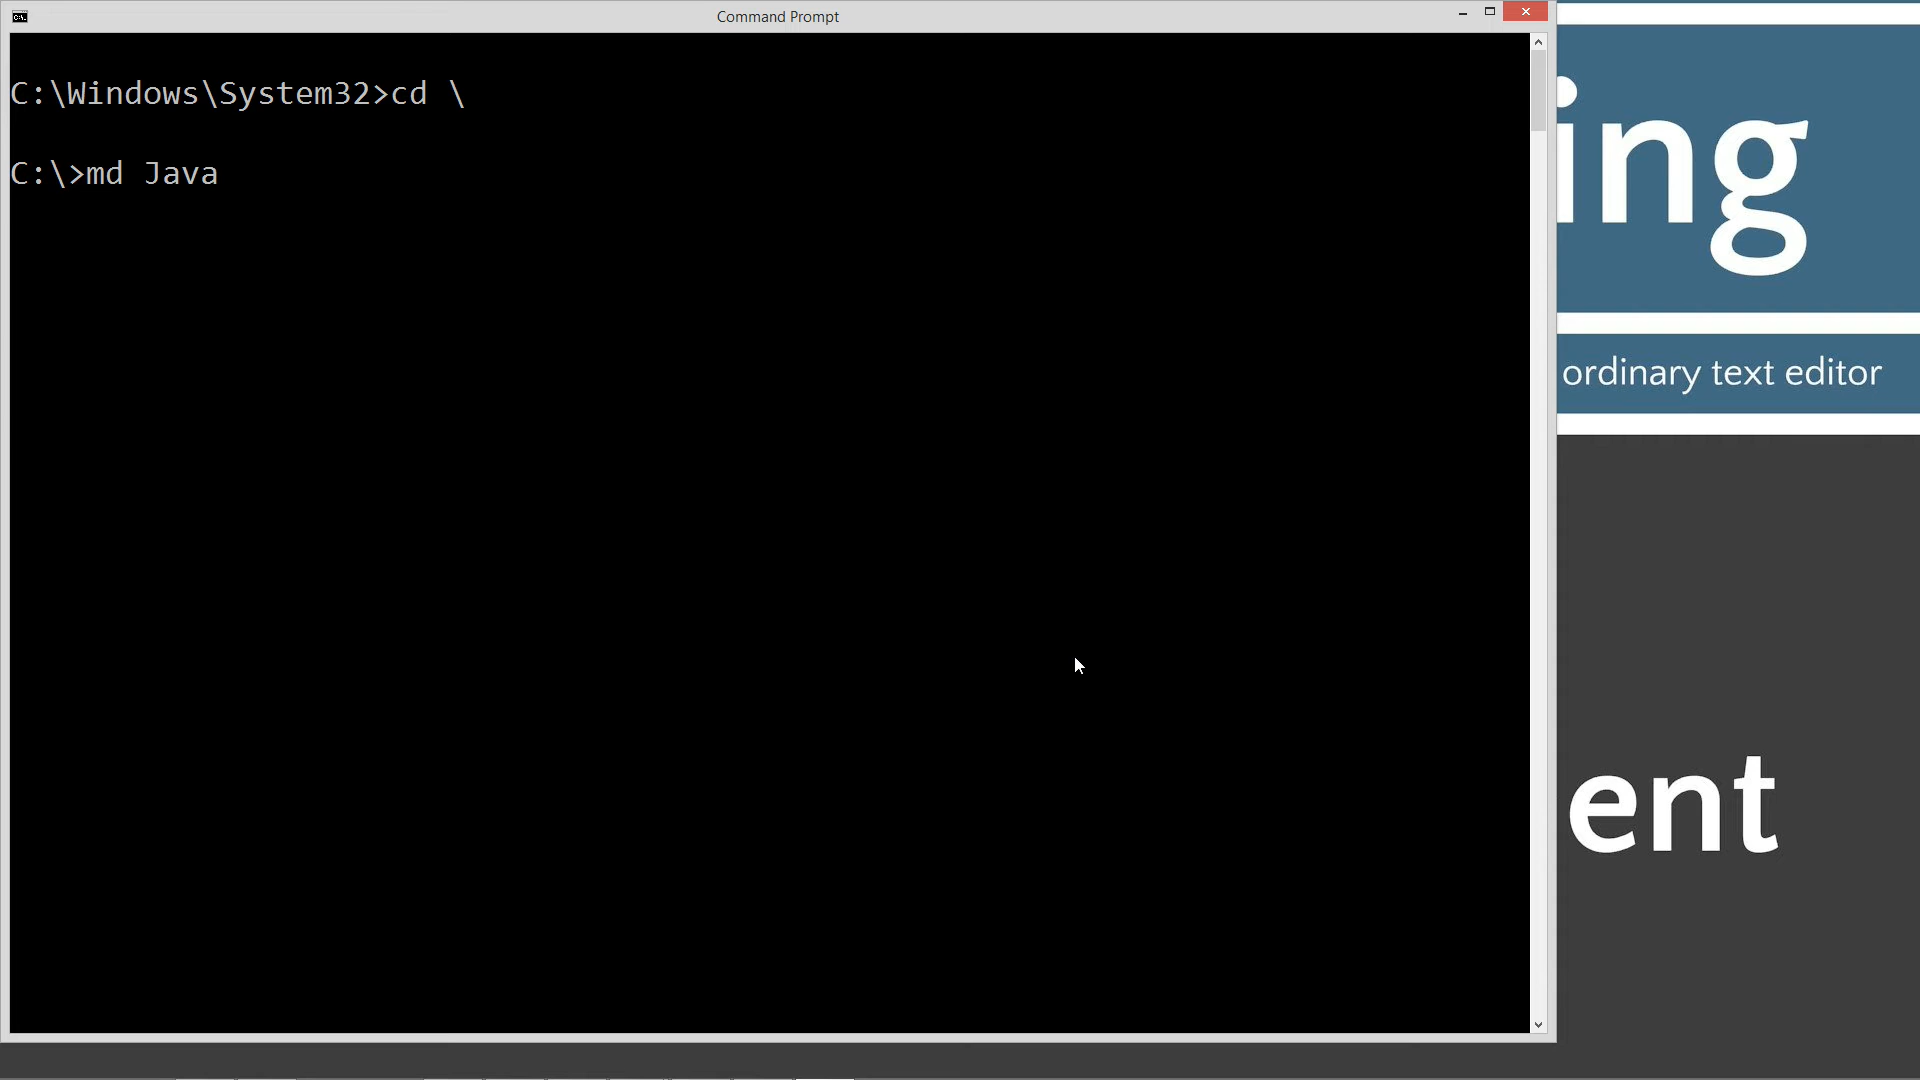 Command Prompt
C:\Windows\System32>cd \
C:\>md Java
ing
ordinary text editor
ent